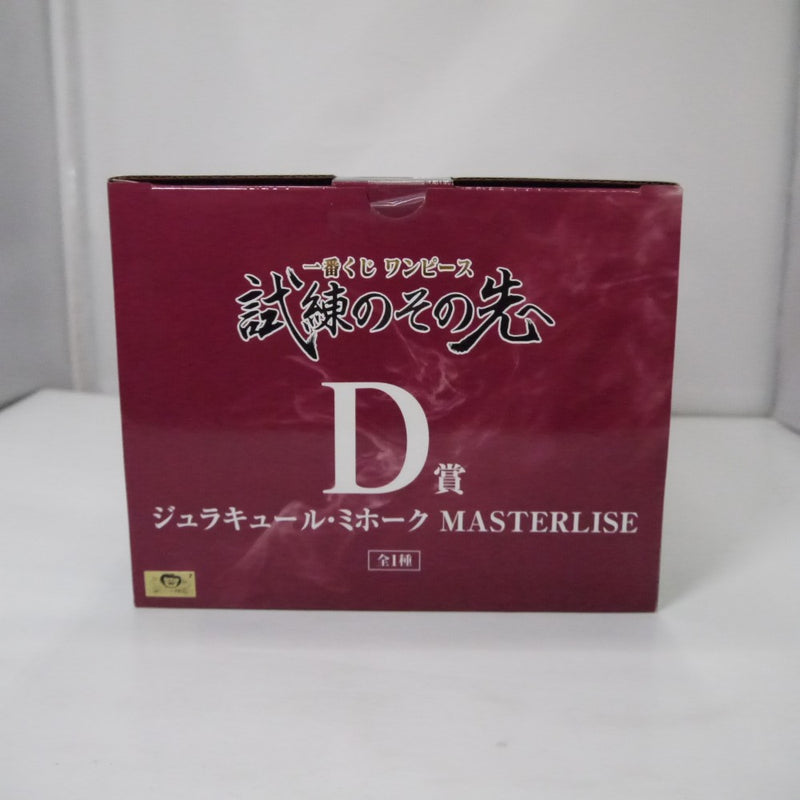 一番くじ ワンピース
試練のその先へ
D賞
ジュラキュール・ミホーク MASTERLISE
全1種